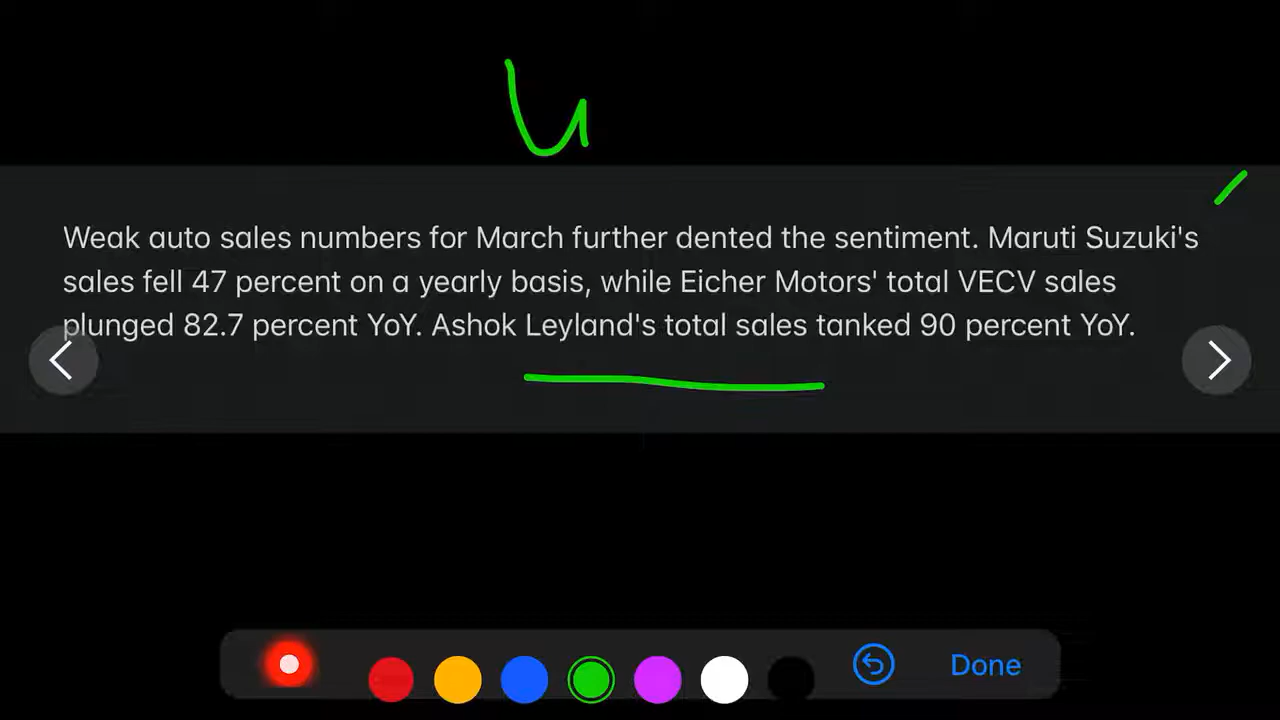 Weak auto sales numbers for March further dented the sentiment. Maruti Suzuki's
sales fell 47 percent on a yearly basis, while Eicher Motors' total VECV sales
plunged 82.7 percent YoY. Ashok Leyland's total sales tanked 90 percent YoY.
Done